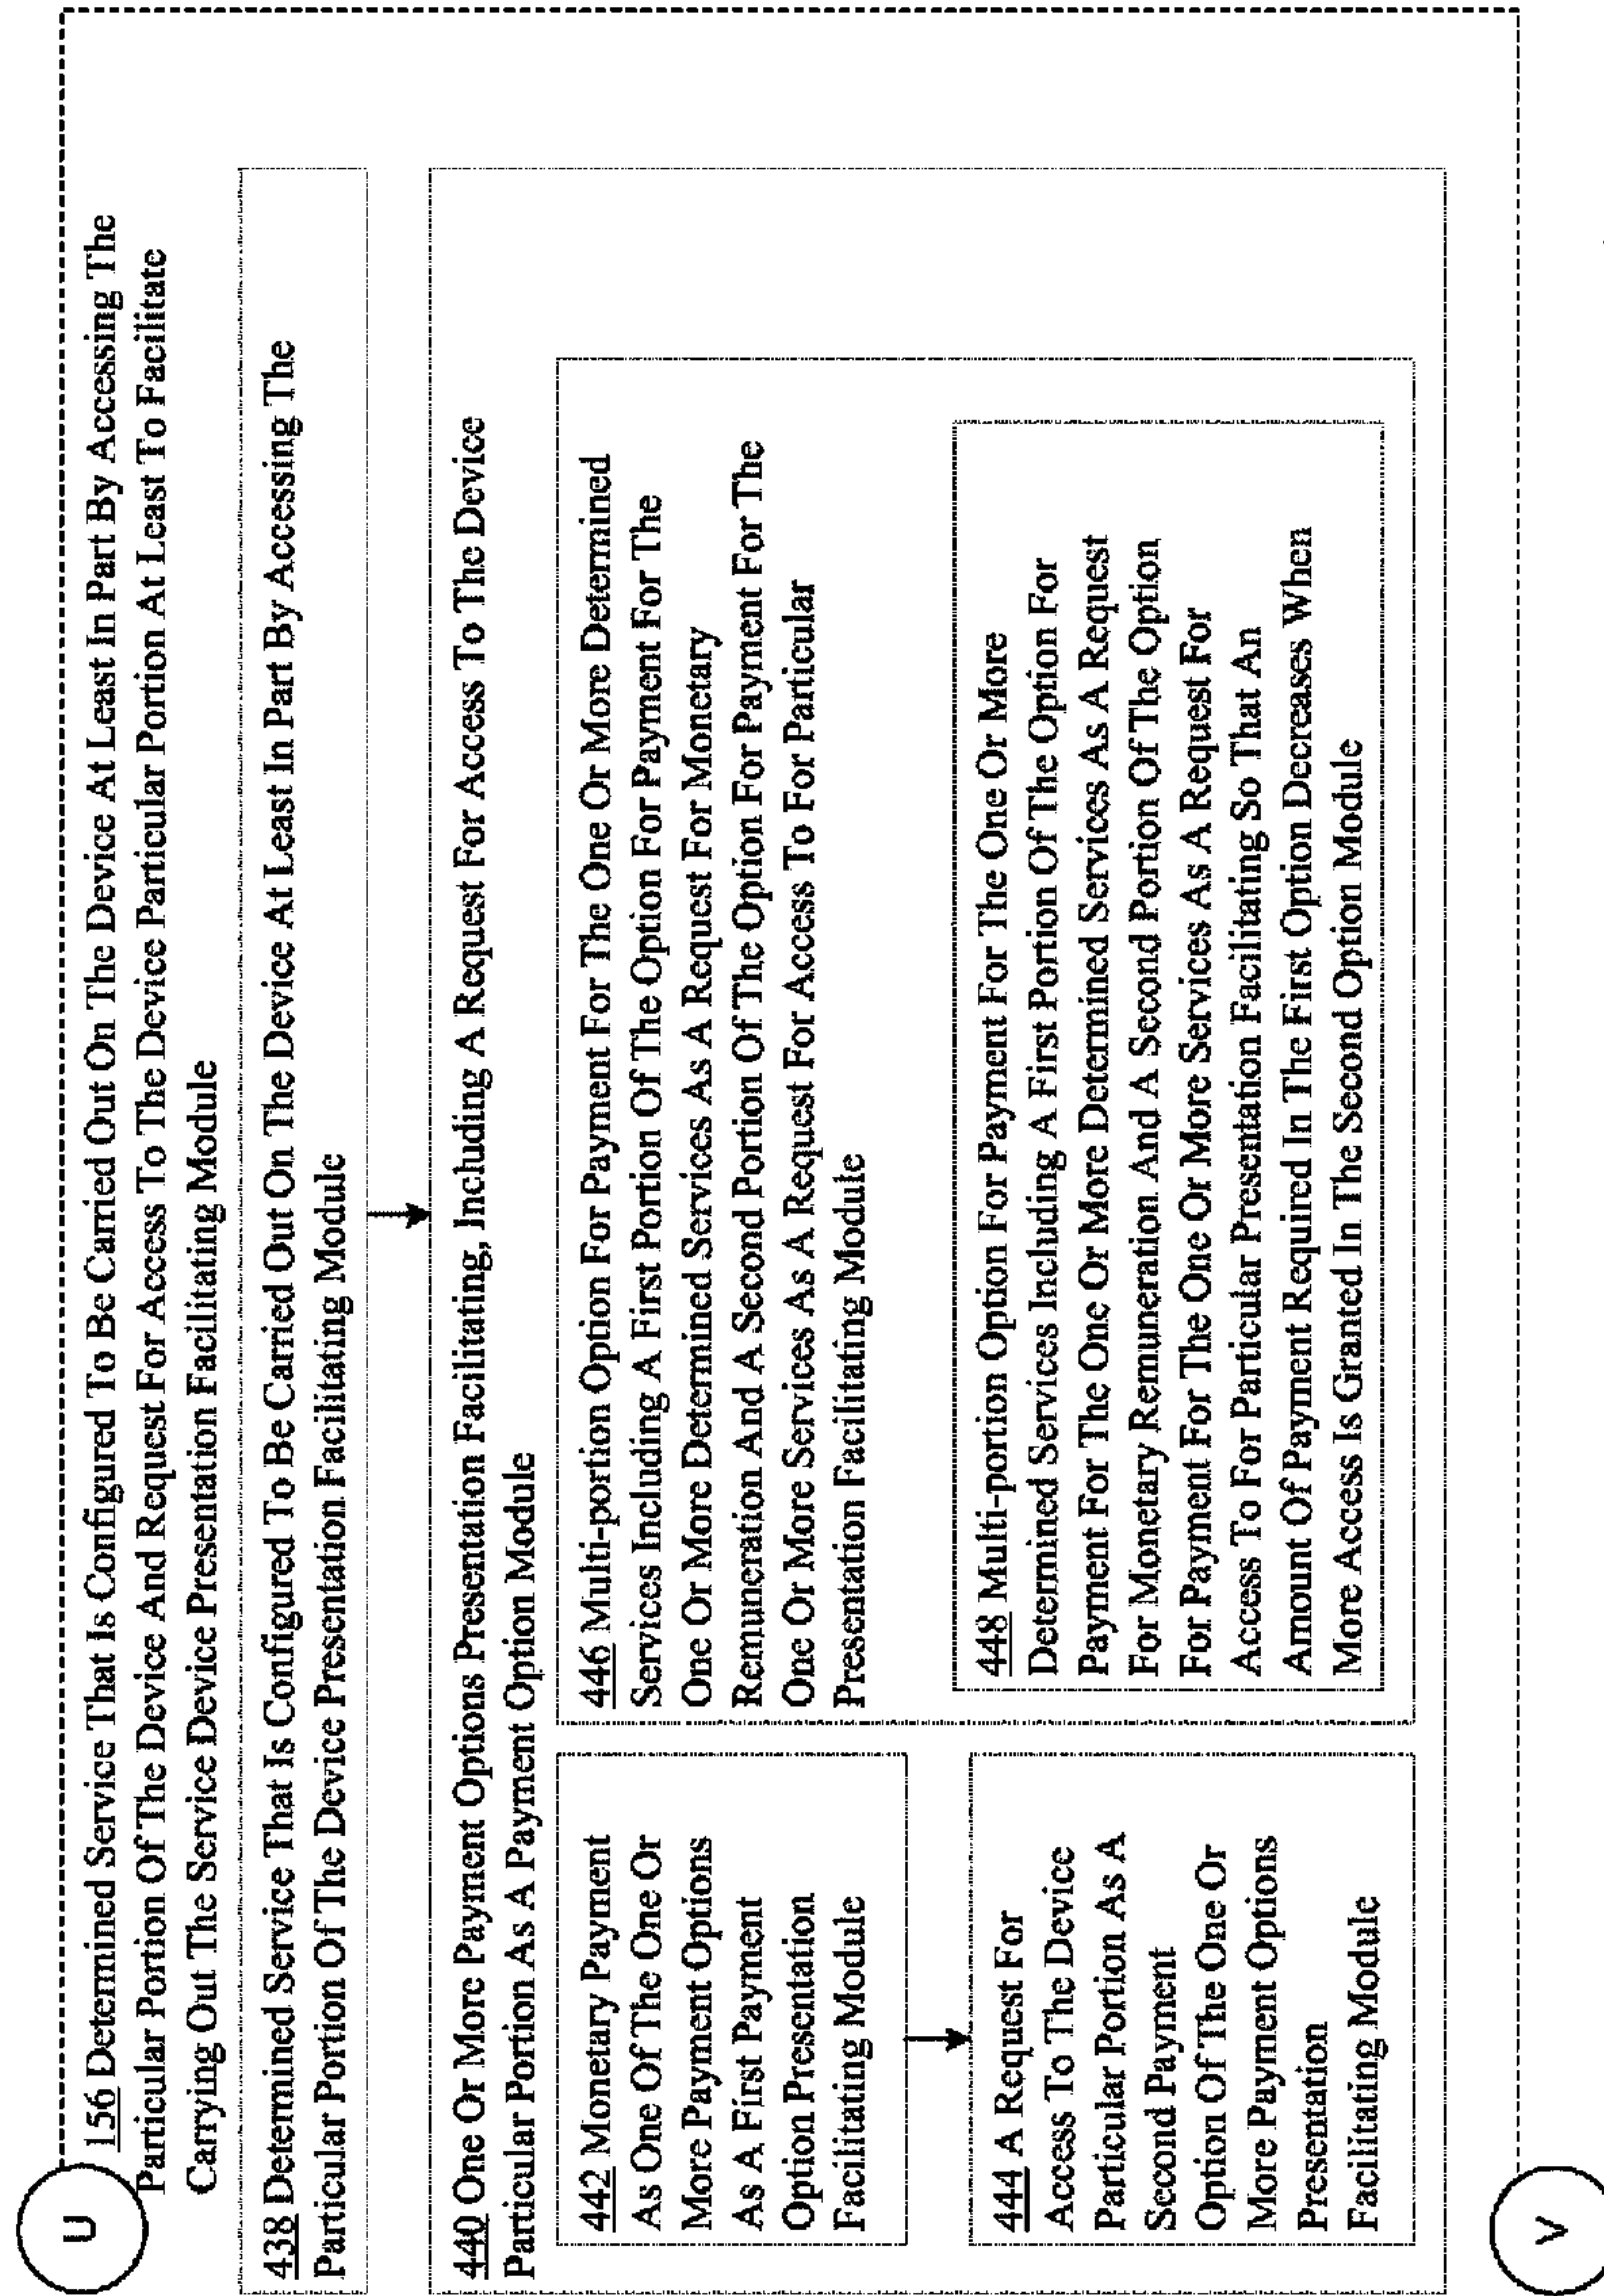 U
156 Determined Service That Is Configured To Be Carried Out On The Device At Least In Part By Accessing The
Particular Portion Of The Device And Request For Access To The Device Particular Portion At Least To Facilitate
Carrying Out The Service Device Presentation Facilitating Module
438 Determined Service That Is Configured To Be Carried Out On The Device At Least In Part By Accessing The
Particular Portion Of The Device Presentation Facilitating Module
440 One Or More Payment Options Presentation Facilitating, Including A Request For Access To The Device
Particular Portion As A Payment Option Module
442 Monetary Payment
As One Of The One Or
More Payment Options
As A First Payment
Option Presentation
Facilitating Module
444 A Request For
Access To The Device
Particular Portion As A
Second Payment
Option Of The One Or
More Payment Options
Presentation
Facilitating Module
446 Multi-portion Option For Payment For The One Or More Determined
Services Including A First Portion Of The Option For Payment For The
One Or More Determined Services As A Request For Monetary
Remuneration And A Second Portion Of The Option For Payment For The
One Or More Services As A Request For Access To For Particular
Presentation Facilitating Module
448 Multi-portion Option For Payment For The One Or More
Determined Services Including A First Portion Of The Option For
Payment For The One Or More Determined Services As A Request
For Monetary Remuneration And A Second Portion Of The Option
For Payment For The One Or More Services As A Request For
Access To For Particular Presentation Facilitating So That An
Amount Of Payment Required In The First Option Decreases When
More Access Is Granted In The Second Option Module
V